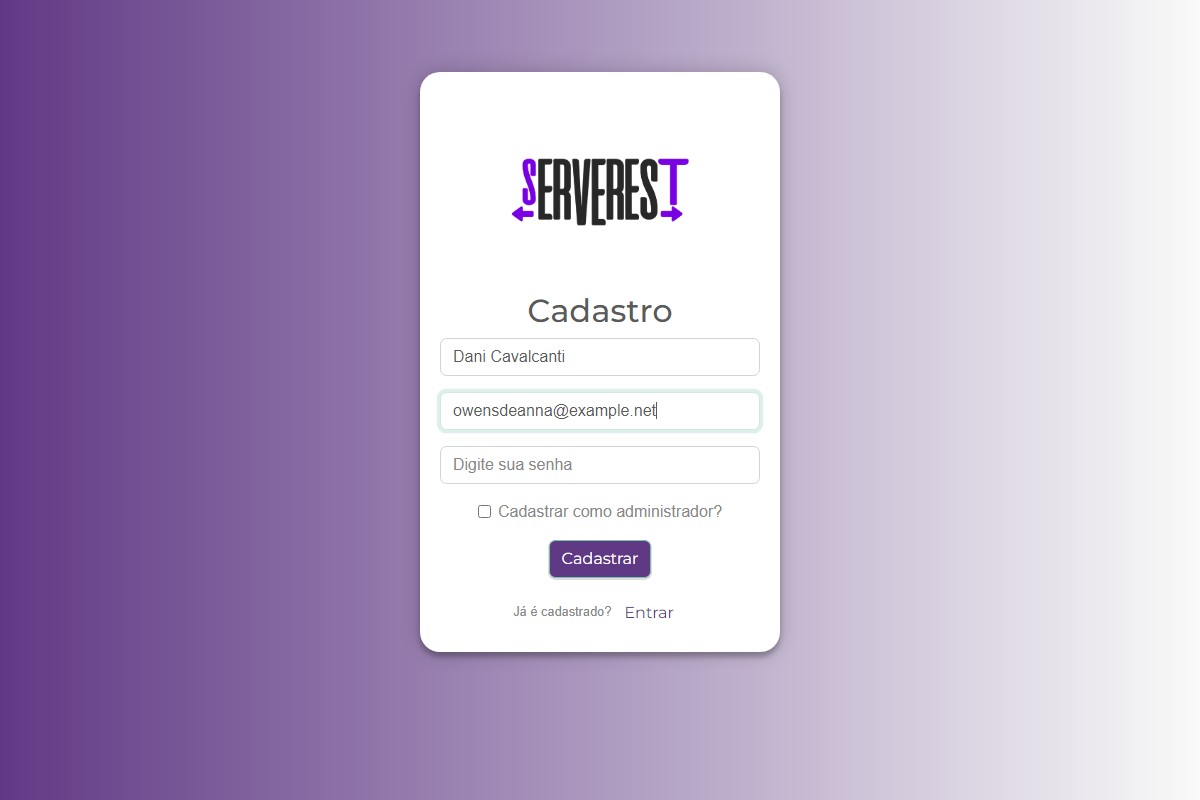 SERVEREST
Cadastro
Dani Cavalcanti
owensdeanna@example.net
Digite sua senha
Cadastrar como administrador?
Cadastrar
Já é cadastrado? Entrar